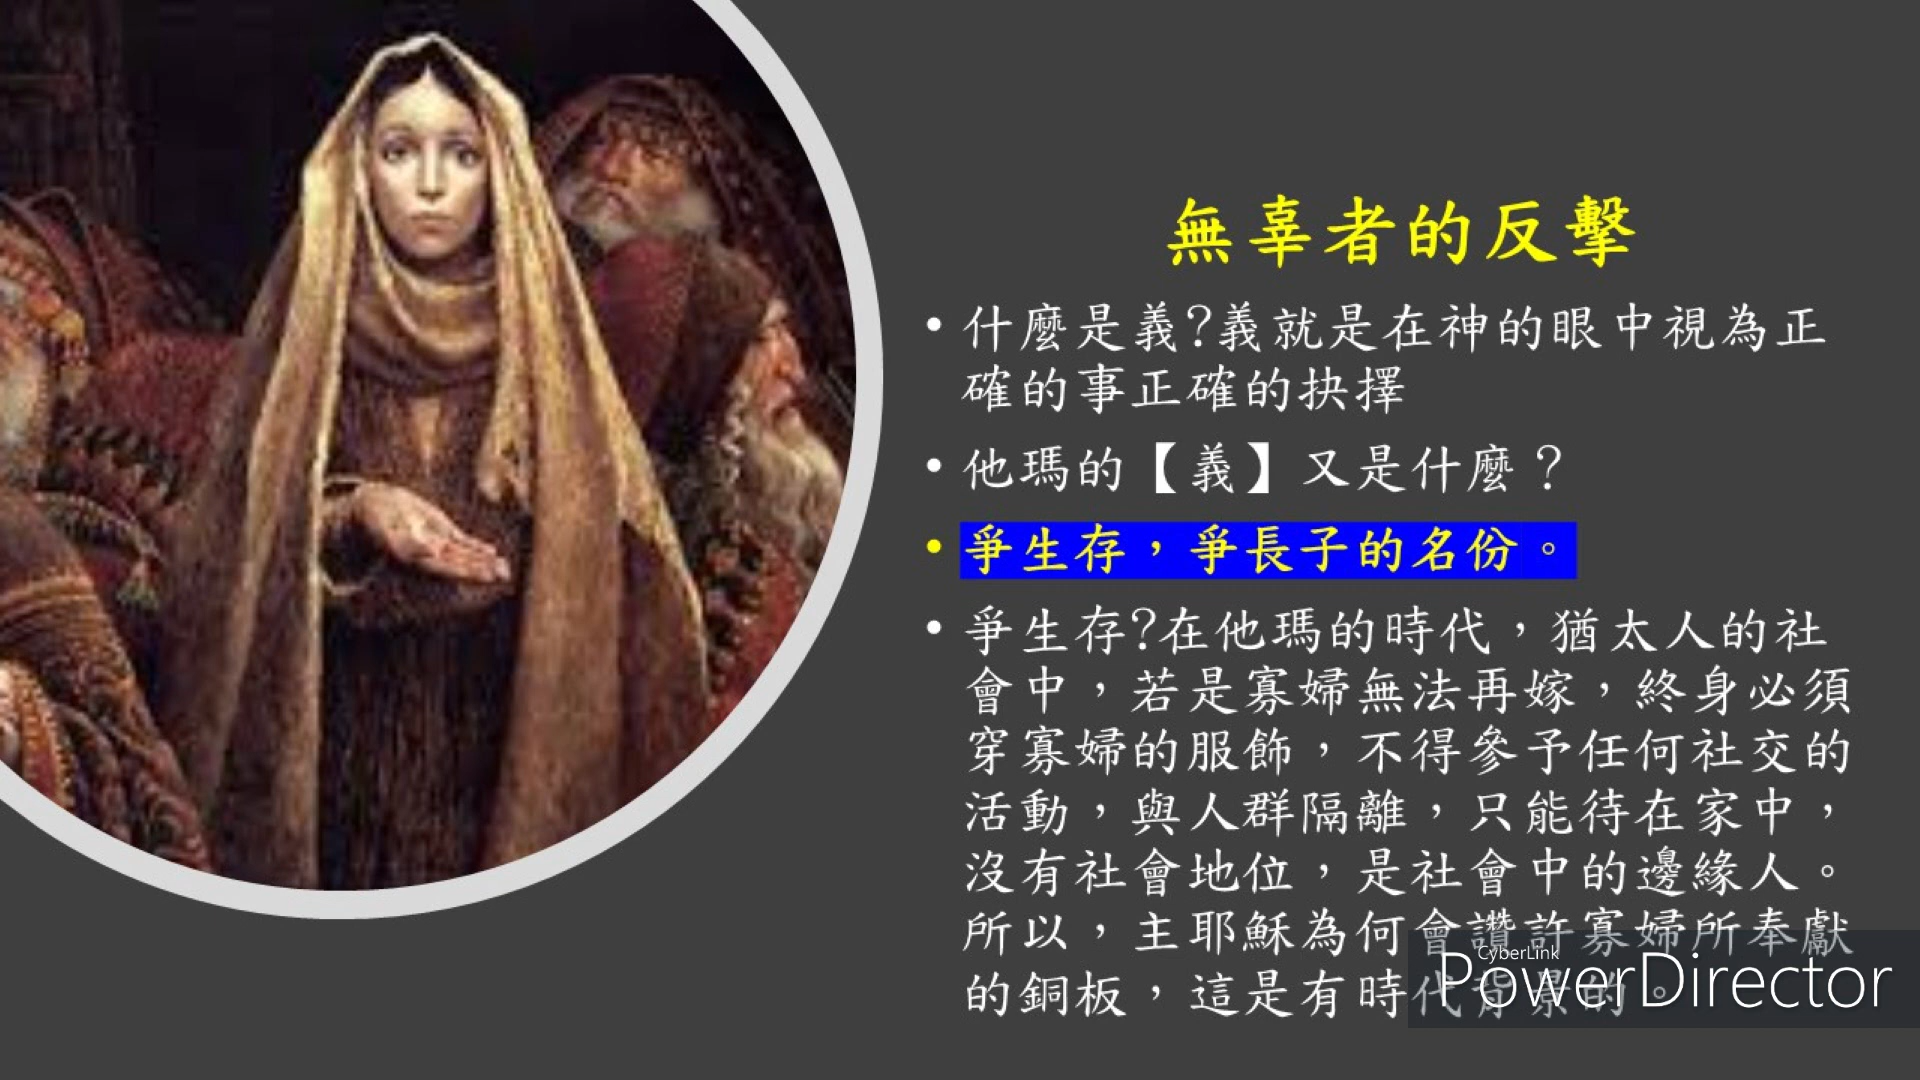 無辜者的反擊
• 什麼是義?義就是在神的眼中視為正
確的事正確的抉擇
• 他瑪的【義】又是什麼？
• 爭生存，爭長子的名份。
• 爭生存?在他瑪的時代，猶太人的社
會中，若是寡婦無法再嫁，終身必須
穿寡婦的服飾，不得參予任何社交的
活動，與人群隔離，只能待在家中，
沒有社會地位，是社會中的邊緣人。
所以，主耶穌為何會讚許寡婦所奉獻
的銅板，這是有時代背景的。
CyberLink
PowerDirector